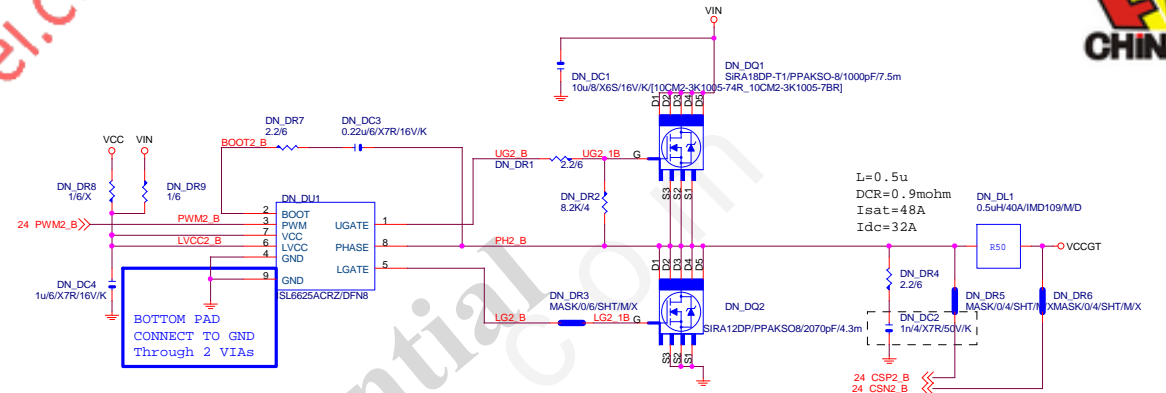 el.c
CHIN
VIN
DN_DQ1
SiRA18DP-T1/PPAKSO-8/1000pF/7.5m
DN_DC1
10u/8/X6S/16V/K/[10CM2-3K1005-74R_10CM2-3K1005-7BR]
D1
D2
D3
D4
D5
G
S3
S2
S1
VCC
VIN
BOOT2_B
DN_DR7
2.2/6
DN_DC3
0.22u/6/X7R/16V/K
DN_DR8
1/6/X
DN_DR9
1/6
UG2_B
DN_DR1
2.2/6
UG2_1B
DN_DR2
8.2K/4
DN_DU1
24 PWM2_B
PWM2_B
LVCC2_B
2
3
7
6
4
9
BOOT
PWM
VCC
LVCC
GND
GND
UGATE
PHASE
LGATE
1
8
5
ISL6625ACRZ/DFN8
DN_DC4
1u/6/X7R/16V/K
BOTTOM PAD
CONNECT TO GND
Through 2 VIAs
PH2_B
LG2_B
DN_DR3
MASK/0/6/SHT/M/X
LG2_1B
G
D1
D2
D3
D4
D5
S3
S2
S1
DN_DQ2
SIRA12DP/PPAKSO8/2070pF/4.3m
L=0.5u
DCR=0.9mohm
Isat=48A
Idc=32A
DN_DL1
0.5uH/40A/IMD109/M/D
R50
VCCGT
DN_DR4
2.2/6
DN_DC2
1n/4/X7R/50V/K
DN_DR5
MASK/0/4/SHT/M/X
DN_DR6
MASK/0/4/SHT/M/X
24 CSP2_B
24 CSN2_B
ential
com